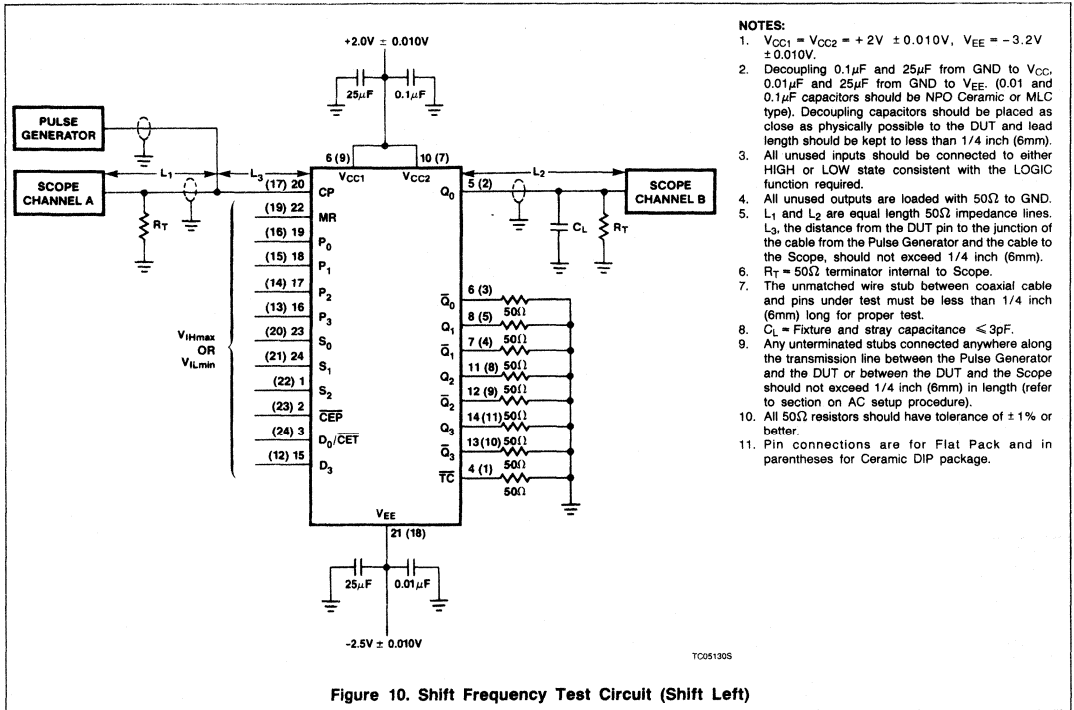 +2.0V ± 0.010V
25μF
0.1μF
PULSE
GENERATOR
L1
L3
SCOPE
CHANNEL A
RT
6 (9)
VCC1
10 (7)
VCC2
(17) 20
CP
(19) 22
MR
(16) 19
P0
(15) 18
P1
(14) 17
P2
(13) 16
P3
(20) 23
S0
(21) 24
S1
(22) 1
S2
(23) 2
C̅E̅P̅
(24) 3
D0/C̅E̅T̅
(12) 15
D3
VIHmax
OR
VILmin
L2
5 (2)
Q0
SCOPE
CHANNEL B
CL
RT
Q̅0
6 (3)
50Ω
Q1
8 (5)
50Ω
Q̅1
7 (4)
50Ω
Q2
11 (8)
50Ω
Q̅2
12 (9)
50Ω
Q3
14 (11)
50Ω
Q̅3
13 (10)
50Ω
T̅C̅
4 (1)
50Ω
VEE
21 (18)
25μF
0.01μF
-2.5V ± 0.010V
TC05130S
NOTES:
1. VCC1 = VCC2 = + 2V ± 0.010V, VEE = − 3.2V
± 0.010V.
2. Decoupling 0.1μF and 25μF from GND to VCC,
0.01μF and 25μF from GND to VEE. (0.01 and
0.1μF capacitors should be NPO Ceramic or MLC
type). Decoupling capacitors should be placed as
close as physically possible to the DUT and lead
length should be kept to less than 1/4 inch (6mm).
3. All unused inputs should be connected to either
HIGH or LOW state consistent with the LOGIC
function required.
4. All unused outputs are loaded with 50Ω to GND.
5. L1 and L2 are equal length 50Ω impedance lines.
L3, the distance from the DUT pin to the junction of
the cable from the Pulse Generator and the cable to
the Scope, should not exceed 1/4 inch (6mm).
6. RT = 50Ω terminator internal to Scope.
7. The unmatched wire stub between coaxial cable
and pins under test must be less than 1/4 inch
(6mm) long for proper test.
8. CL = Fixture and stray capacitance ⩽ 3pF.
9. Any unterminated stubs connected anywhere along
the transmission line between the Pulse Generator
and the DUT or between the DUT and the Scope
should not exceed 1/4 inch (6mm) in length (refer
to section on AC setup procedure).
10. All 50Ω resistors should have tolerance of ± 1% or
better.
11. Pin connections are for Flat Pack and in
parentheses for Ceramic DIP package.
Figure 10. Shift Frequency Test Circuit (Shift Left)